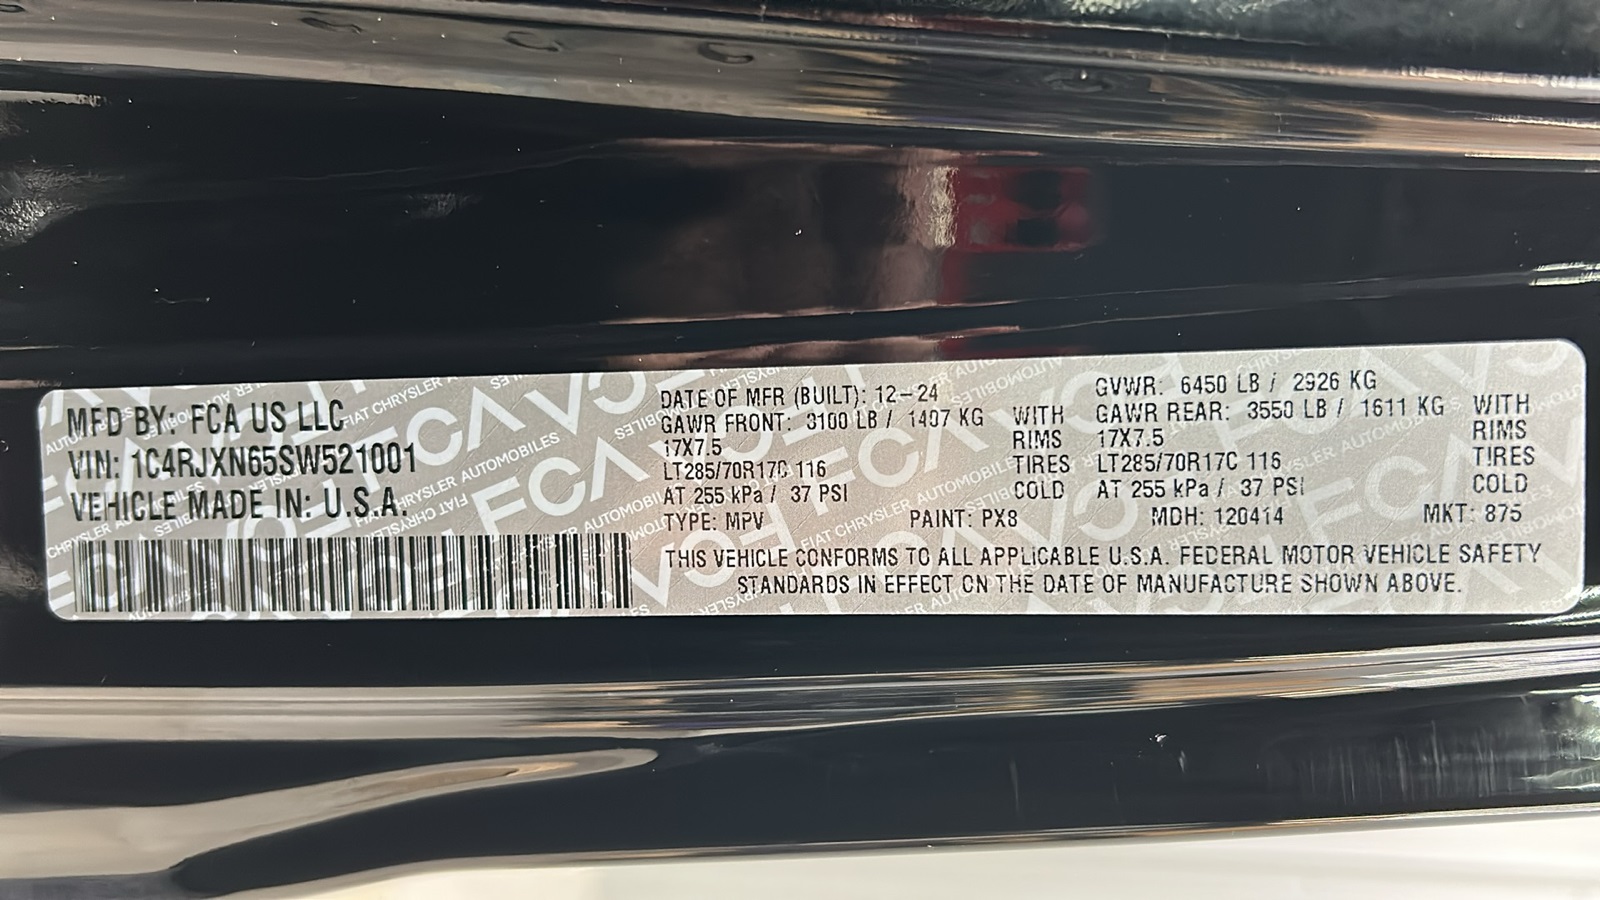 MFD BY: FCA US LLC
VIN: 1C4RJXN65SW521001
VEHICLE MADE IN: U.S.A.
DATE OF MFR (BUILT): 12-24
GAWR FRONT: 3100 LB / 1407 KG WITH
17X7.5 RIMS
LT285/70R17C 116 TIRES
AT 255 kPa / 37 PSI COLD
GVWR: 6450 LB / 2926 KG
GAWR REAR: 3550 LB / 1611 KG WITH
17X7.5 RIMS
LT285/70R17C 116 TIRES
AT 255 kPa / 37 PSI COLD
TYPE: MPV PAINT: PX8 MDH: 120414 MKT: 875
THIS VEHICLE CONFORMS TO ALL APPLICABLE U.S.A. FEDERAL MOTOR VEHICLE SAFETY
STANDARDS IN EFFECT ON THE DATE OF MANUFACTURE SHOWN ABOVE.
FCA
FIAT CHRYSLER AUTOMOBILES